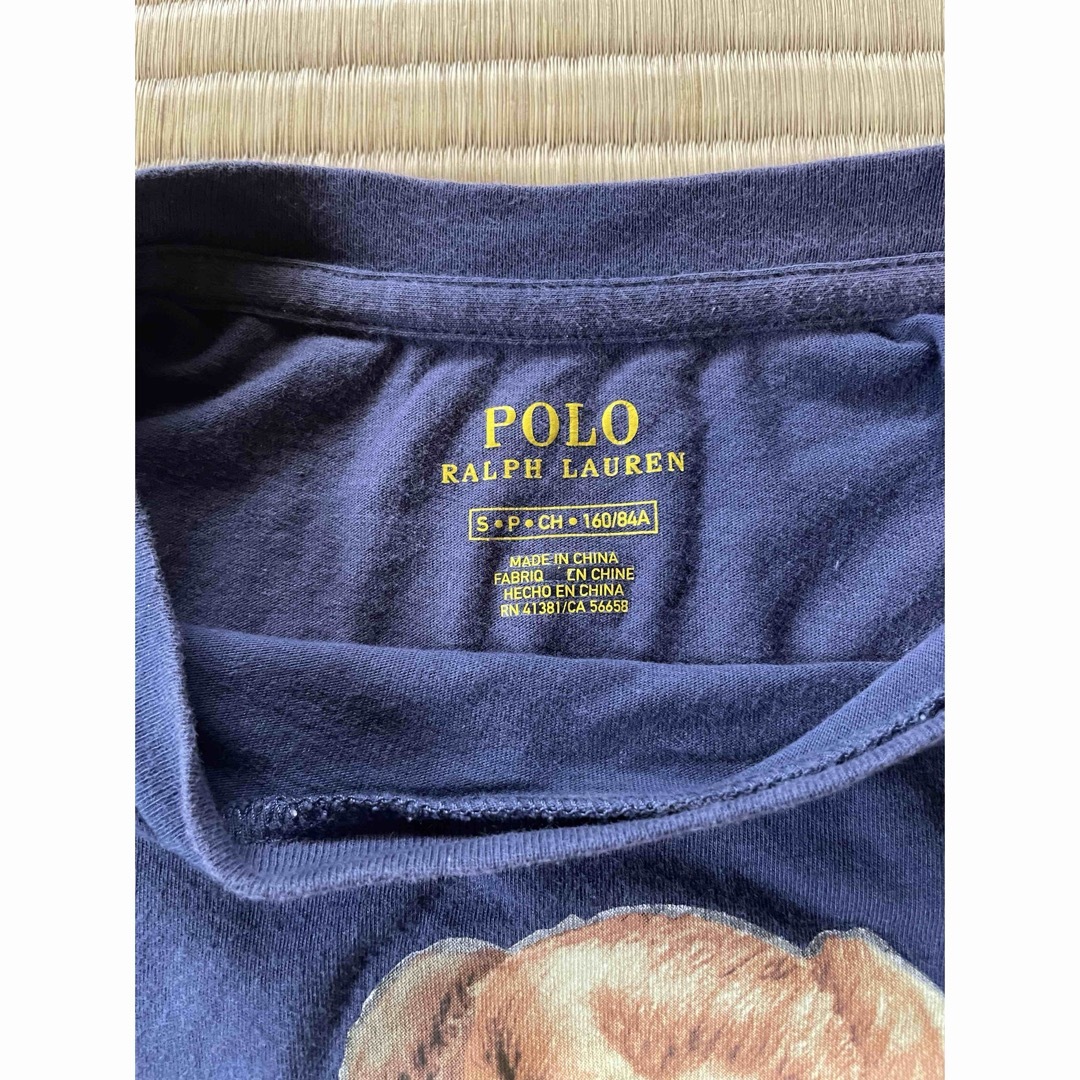 POLO
RALPH LAUREN
S • P • CH • 160/84A
MADE IN CHINA
FABRIQ EN CHINE
HECHO EN CHINA
RN 41381/CA 56658